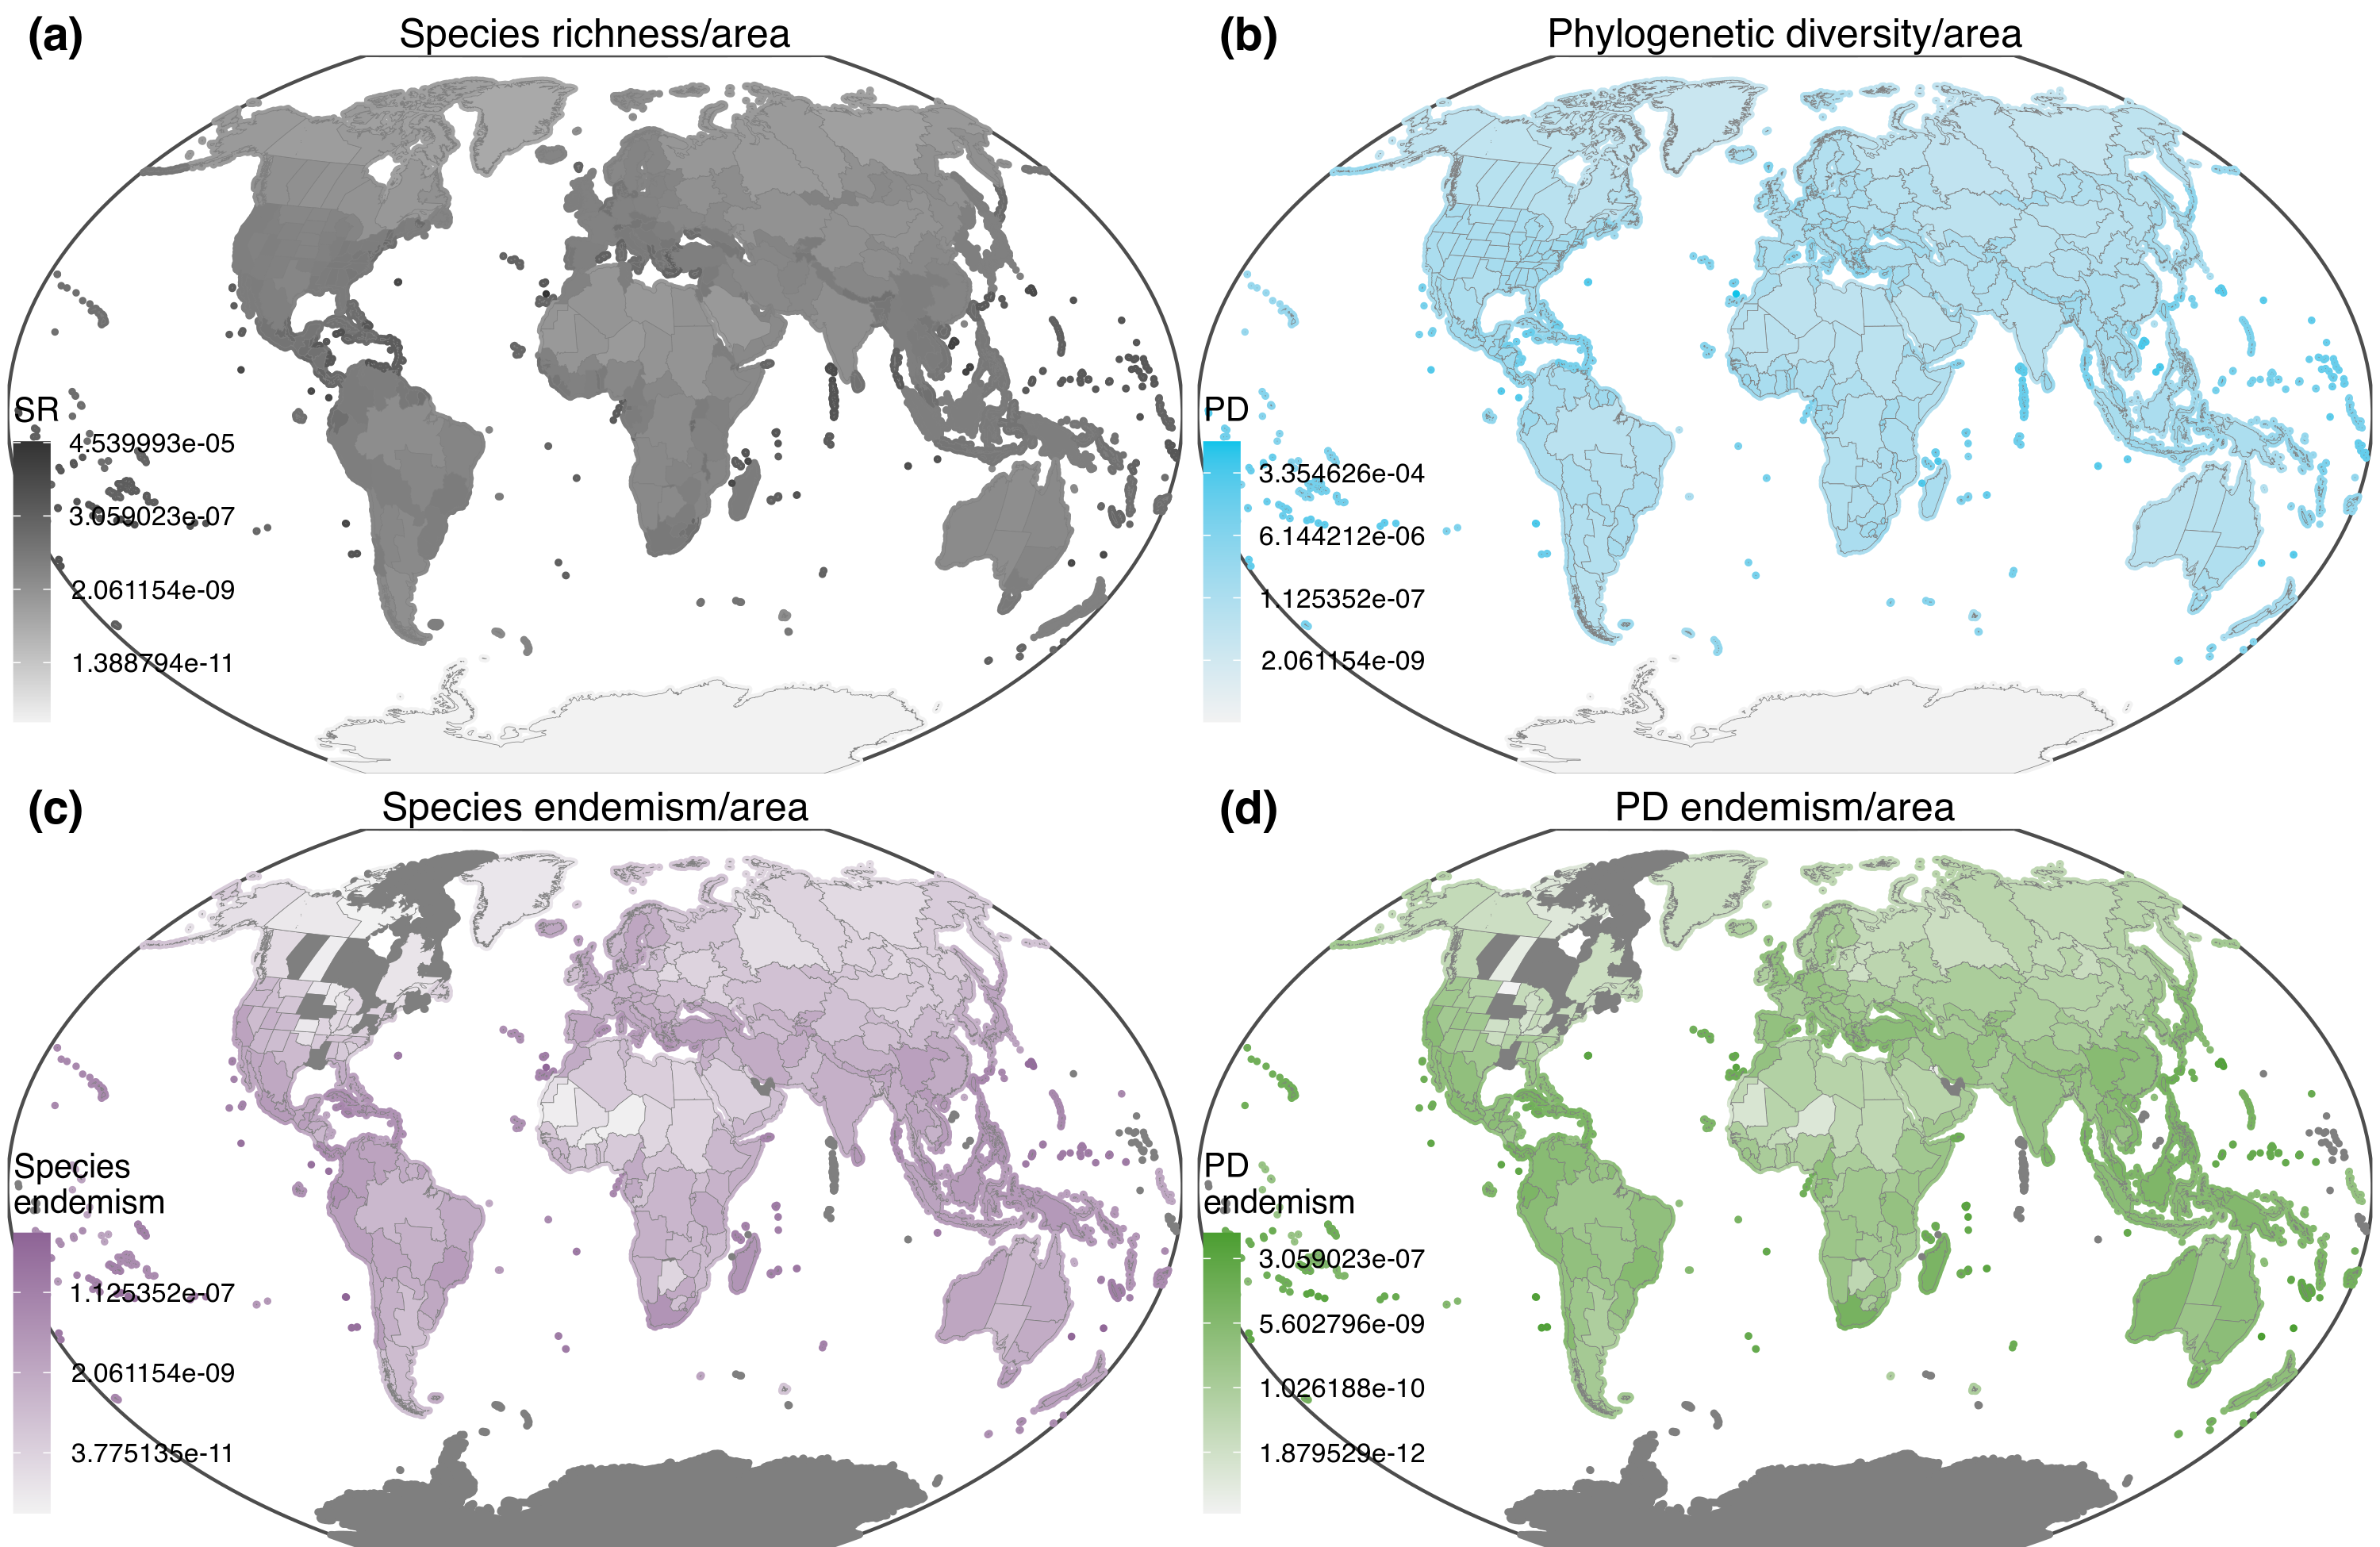 (a)
Species richness/area
SR
4.539993e-05
3.059023e-07
2.061154e-09
1.388794e-11
(b)
Phylogenetic diversity/area
PD
3.354626e-04
6.144212e-06
1.125352e-07
2.061154e-09
(c)
Species endemism/area
Species
endemism
1.125352e-07
2.061154e-09
3.775135e-11
(d)
PD endemism/area
PD
endemism
3.059023e-07
5.602796e-09
1.026188e-10
1.879529e-12